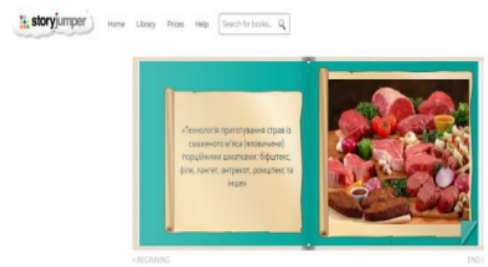 storyjumper
Home Library Prices Help Search for books...
«Технологія приготування страв із
смаженого м'яса (яловичини)
порційними шматками: біфштекс,
філе, лангет, антрекот, ромштекс та
інше»
< BEGINNING
END >